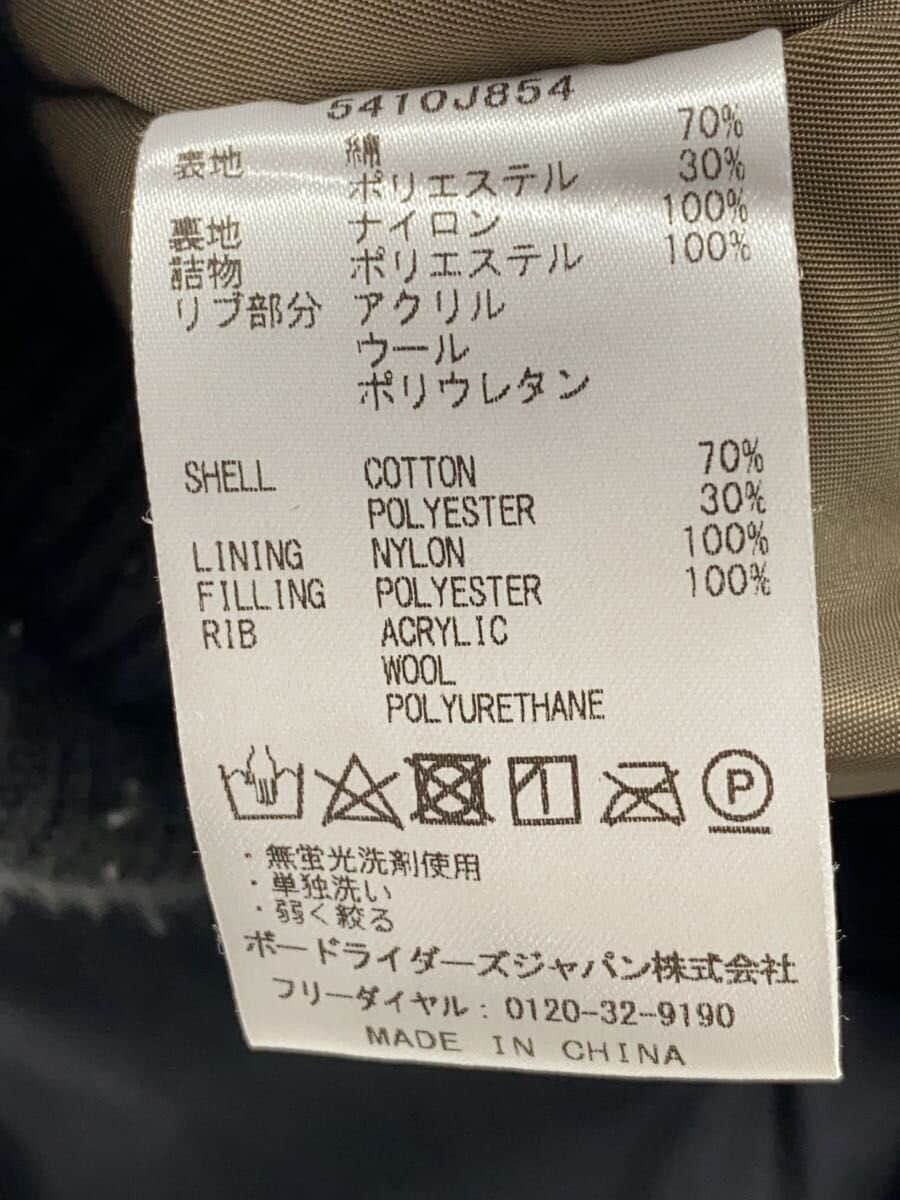 5410J854
表地 綿 70%
ポリエステル 30%
裏地 ナイロン 100%
詰物 ポリエステル 100%
リブ部分 アクリル
ウール
ポリウレタン
SHELL COTTON 70%
POLYESTER 30%
LINING NYLON 100%
FILLING POLYESTER 100%
RIB ACRYLIC
WOOL
POLYURETHANE
P
・無蛍光洗剤使用
・単独洗い
・弱く絞る
ボードライダーズジャパン株式会社
フリーダイヤル：0120-32-9190
MADE IN CHINA